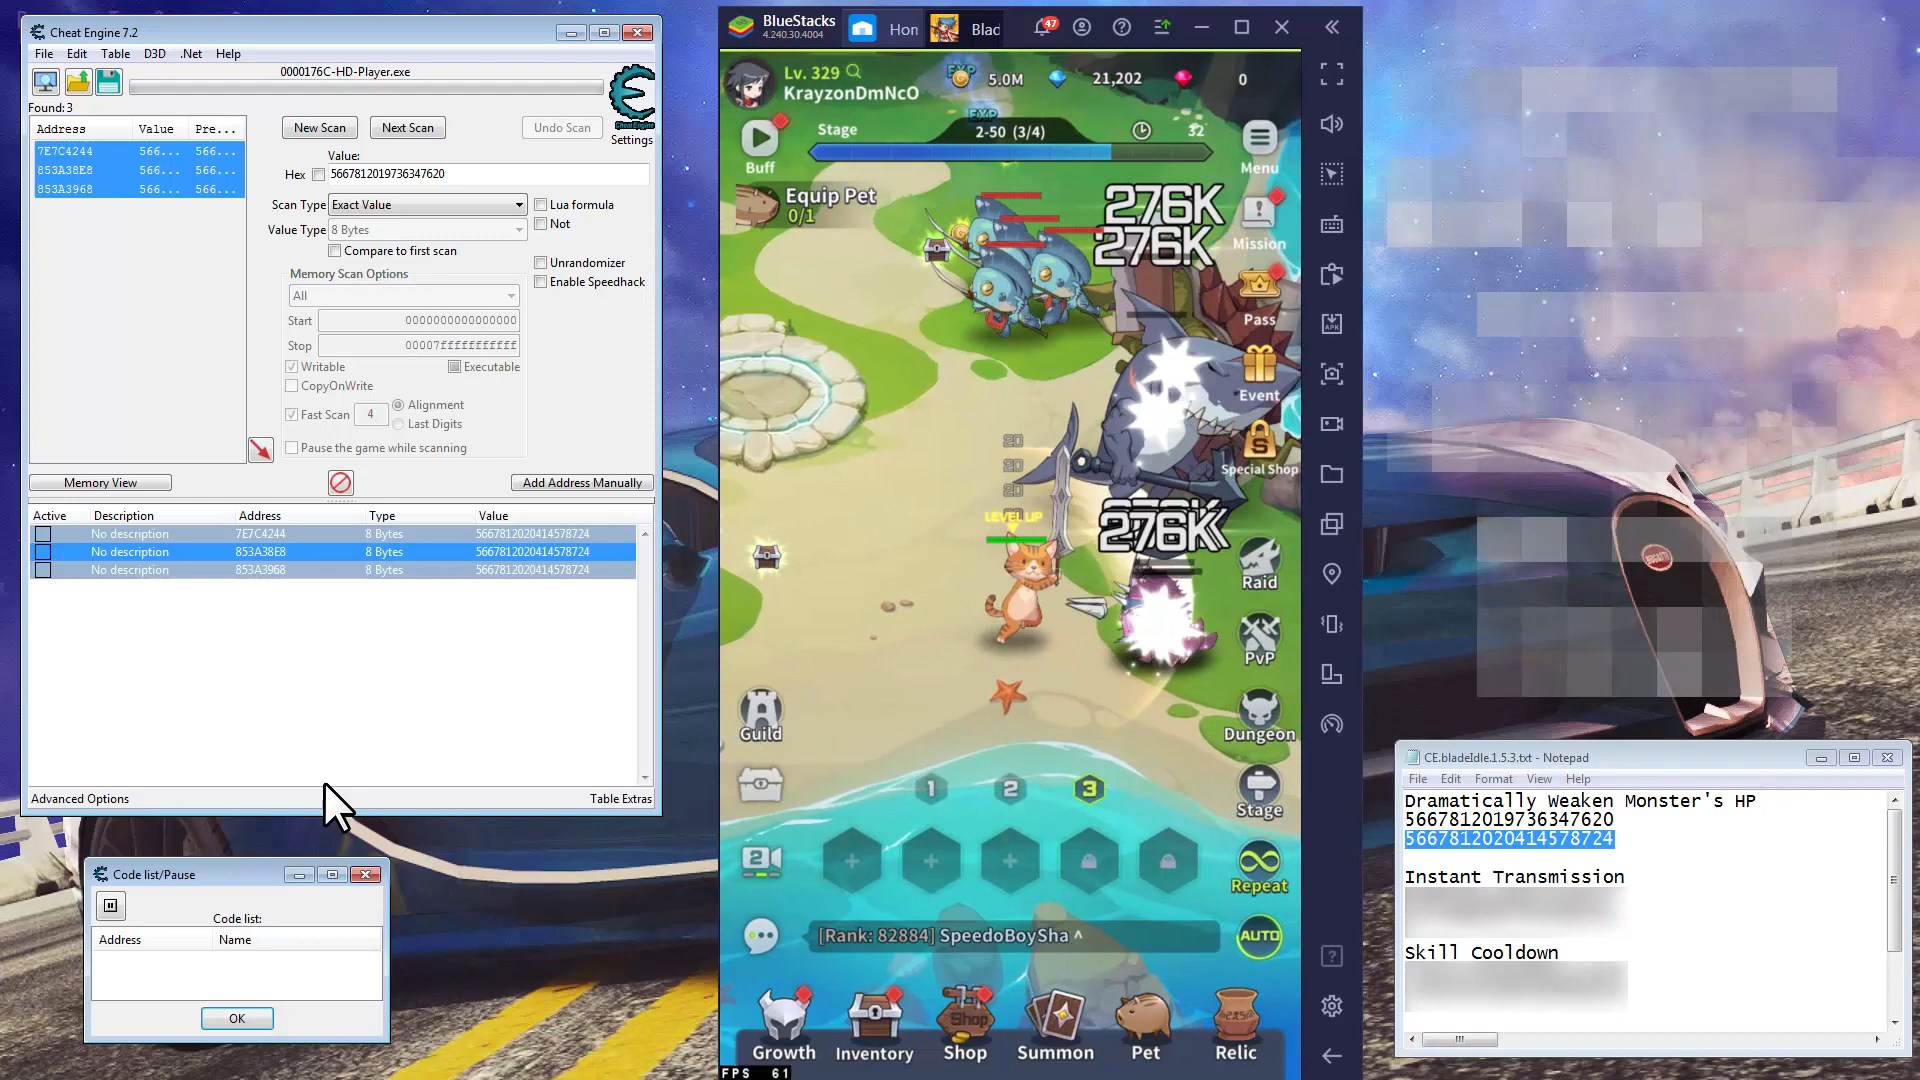 Cheat Engine 7.2
File Edit Table D3D .Net Help
0000176C-HD-Player.exe
Found: 3
Address Value Pre...
7E7C4244 566... 566...
853A38E8 566... 566...
853A3968 566... 566...
New Scan Next Scan Undo Scan
Cheat Engine
Settings
Value:
Hex 5667812019736347620
Scan Type Exact Value
Lua formula
Not
Value Type 8 Bytes
Compare to first scan
Unrandomizer
Enable Speedhack
Memory Scan Options
All
Start 0000000000000000
Stop 00007fffffffffff
Writable Executable
CopyOnWrite
Fast Scan 4 Alignment
Last Digits
Pause the game while scanning
Memory View Add Address Manually
Active Description Address Type Value
No description 7E7C4244 8 Bytes 5667812020414578724
No description 853A38E8 8 Bytes 5667812020414578724
No description 853A3968 8 Bytes 5667812020414578724
Advanced Options Table Extras
Code list/Pause
Code list:
Address Name
OK
BlueStacks
4.240.30.4004
Hon
Blad
47
Lv. 329
KrayzonDmNcO
EXP
5.0M
21,202
0
EXP
Stage 2-50 (3/4) 32
Buff
Menu
Equip Pet
0/1
276K
276K
Mission
Pass
Event
Special Shop
20
20
20
LEVEL UP
276K
Raid
PvP
Guild
Dungeon
1 2 3
Stage
2
Repeat
[Rank: 82884] SpeedoBoySha ^
AUTO
Shop
Growth Inventory Shop Summon Pet Relic
FPS 61
CE.bladeIdle.1.5.3.txt - Notepad
File Edit Format View Help
Dramatically Weaken Monster's HP
5667812019736347620
5667812020414578724
Instant Transmission
Skill Cooldown